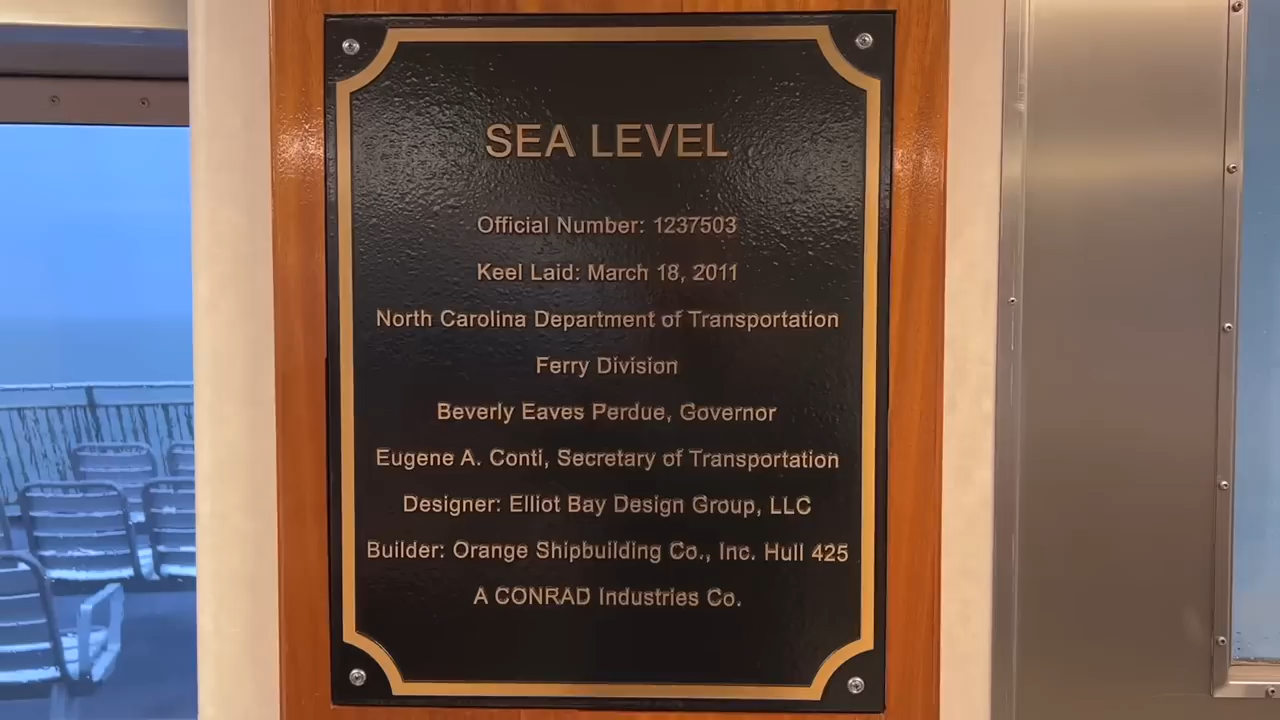 SEA LEVEL
Official Number: 1237503
Keel Laid: March 18, 2011
North Carolina Department of Transportation
Ferry Division
Beverly Eaves Perdue, Governor
Eugene A. Conti, Secretary of Transportation
Designer: Elliot Bay Design Group, LLC
Builder: Orange Shipbuilding Co., Inc. Hull 425
A CONRAD Industries Co.